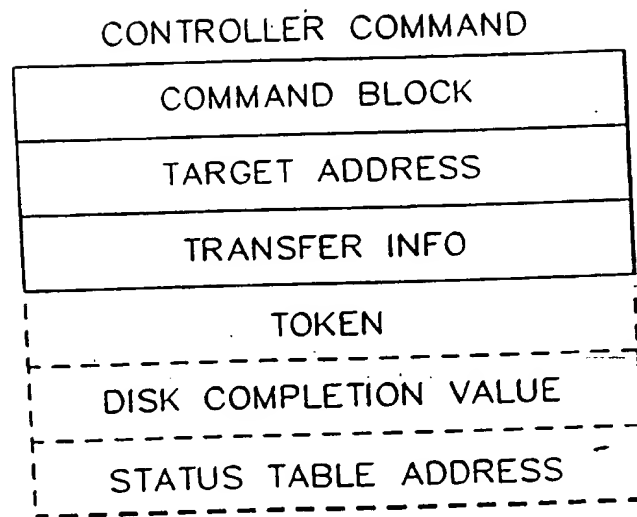 CONTROLLER COMMAND
COMMAND BLOCK
TARGET ADDRESS
TRANSFER INFO
TOKEN
DISK COMPLETION VALUE
STATUS TABLE ADDRESS